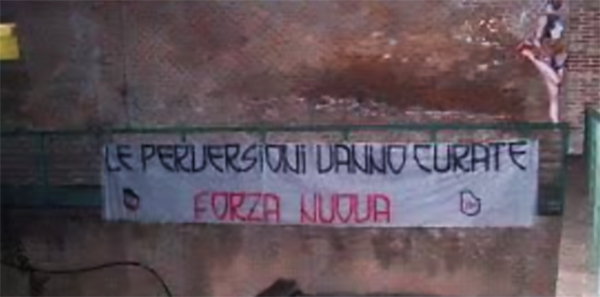 LE PERVERSIONI VANNO CURATE
FORZA NUOVA